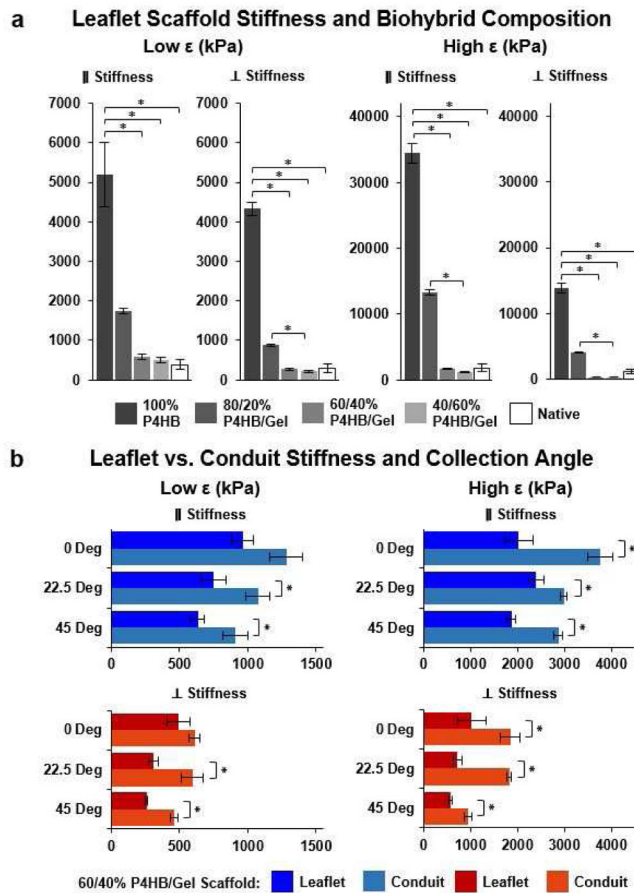 a Leaflet Scaffold Stiffness and Biohybrid Composition
Low ε (kPa) High ε (kPa)
∥ Stiffness ⊥ Stiffness ∥ Stiffness ⊥ Stiffness
7000 7000 40000 40000
6000 6000
5000 5000 30000 30000
4000 4000
3000 3000 20000 20000
2000 2000 10000 10000
1000 1000
0 0 0 0
* * * * * * * * * * * * * * *
100% P4HB
80/20% P4HB/Gel
60/40% P4HB/Gel
40/60% P4HB/Gel
Native
b Leaflet vs. Conduit Stiffness and Collection Angle
Low ε (kPa) High ε (kPa)
∥ Stiffness ∥ Stiffness
0 Deg 0 Deg *
22.5 Deg * 22.5 Deg *
45 Deg * 45 Deg *
0 500 1000 1500 0 1000 2000 3000 4000
⊥ Stiffness ⊥ Stiffness
0 Deg 0 Deg *
22.5 Deg * 22.5 Deg *
45 Deg * 45 Deg *
0 500 1000 1500 0 1000 2000 3000 4000
60/40% P4HB/Gel Scaffold: Leaflet Conduit Leaflet Conduit